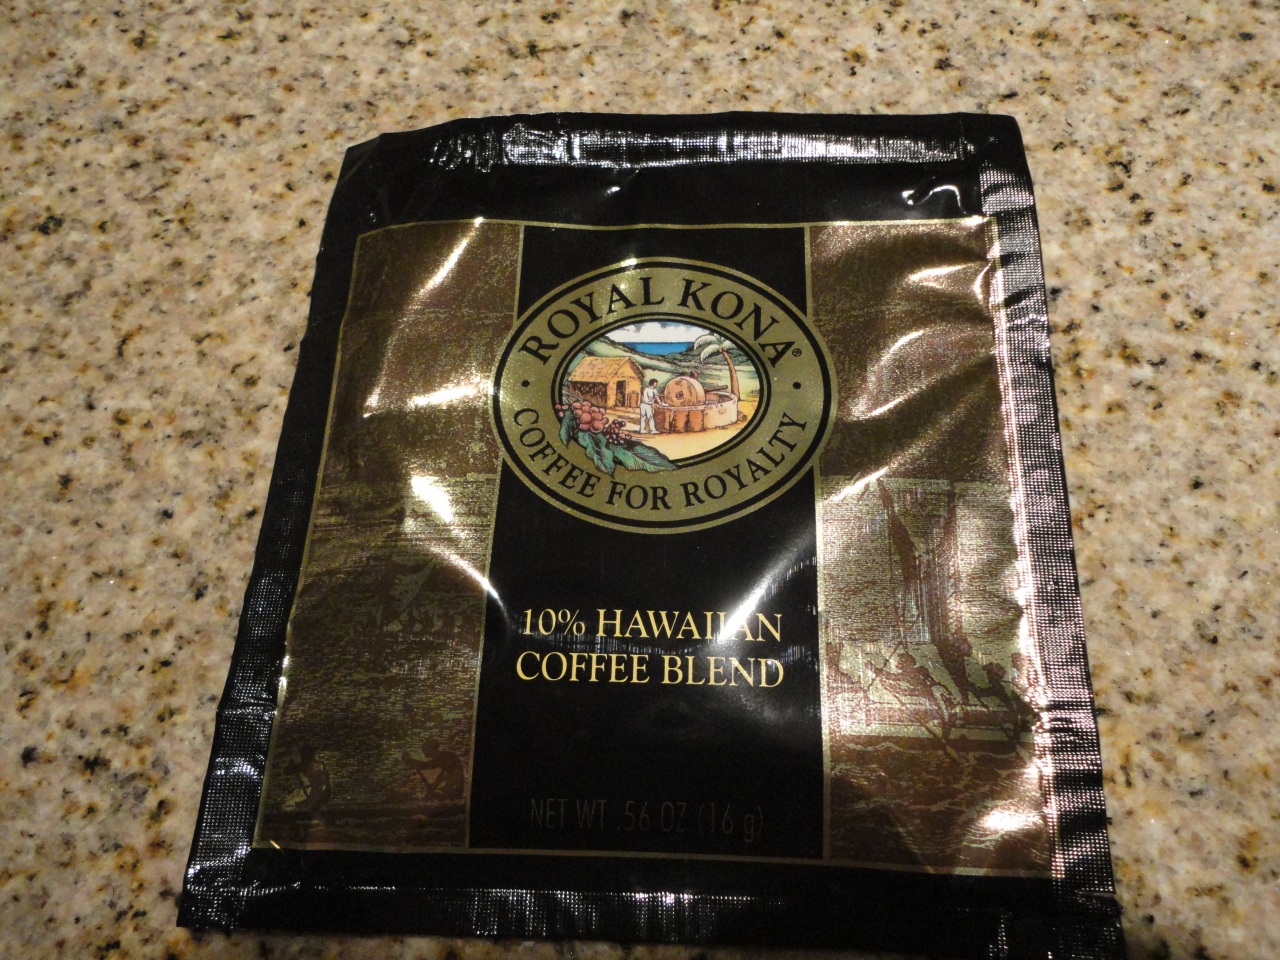 ROYAL KONA®
• COFFEE FOR ROYALTY •
10% HAWAIIAN
COFFEE BLEND
NET WT .56 OZ (16 g)